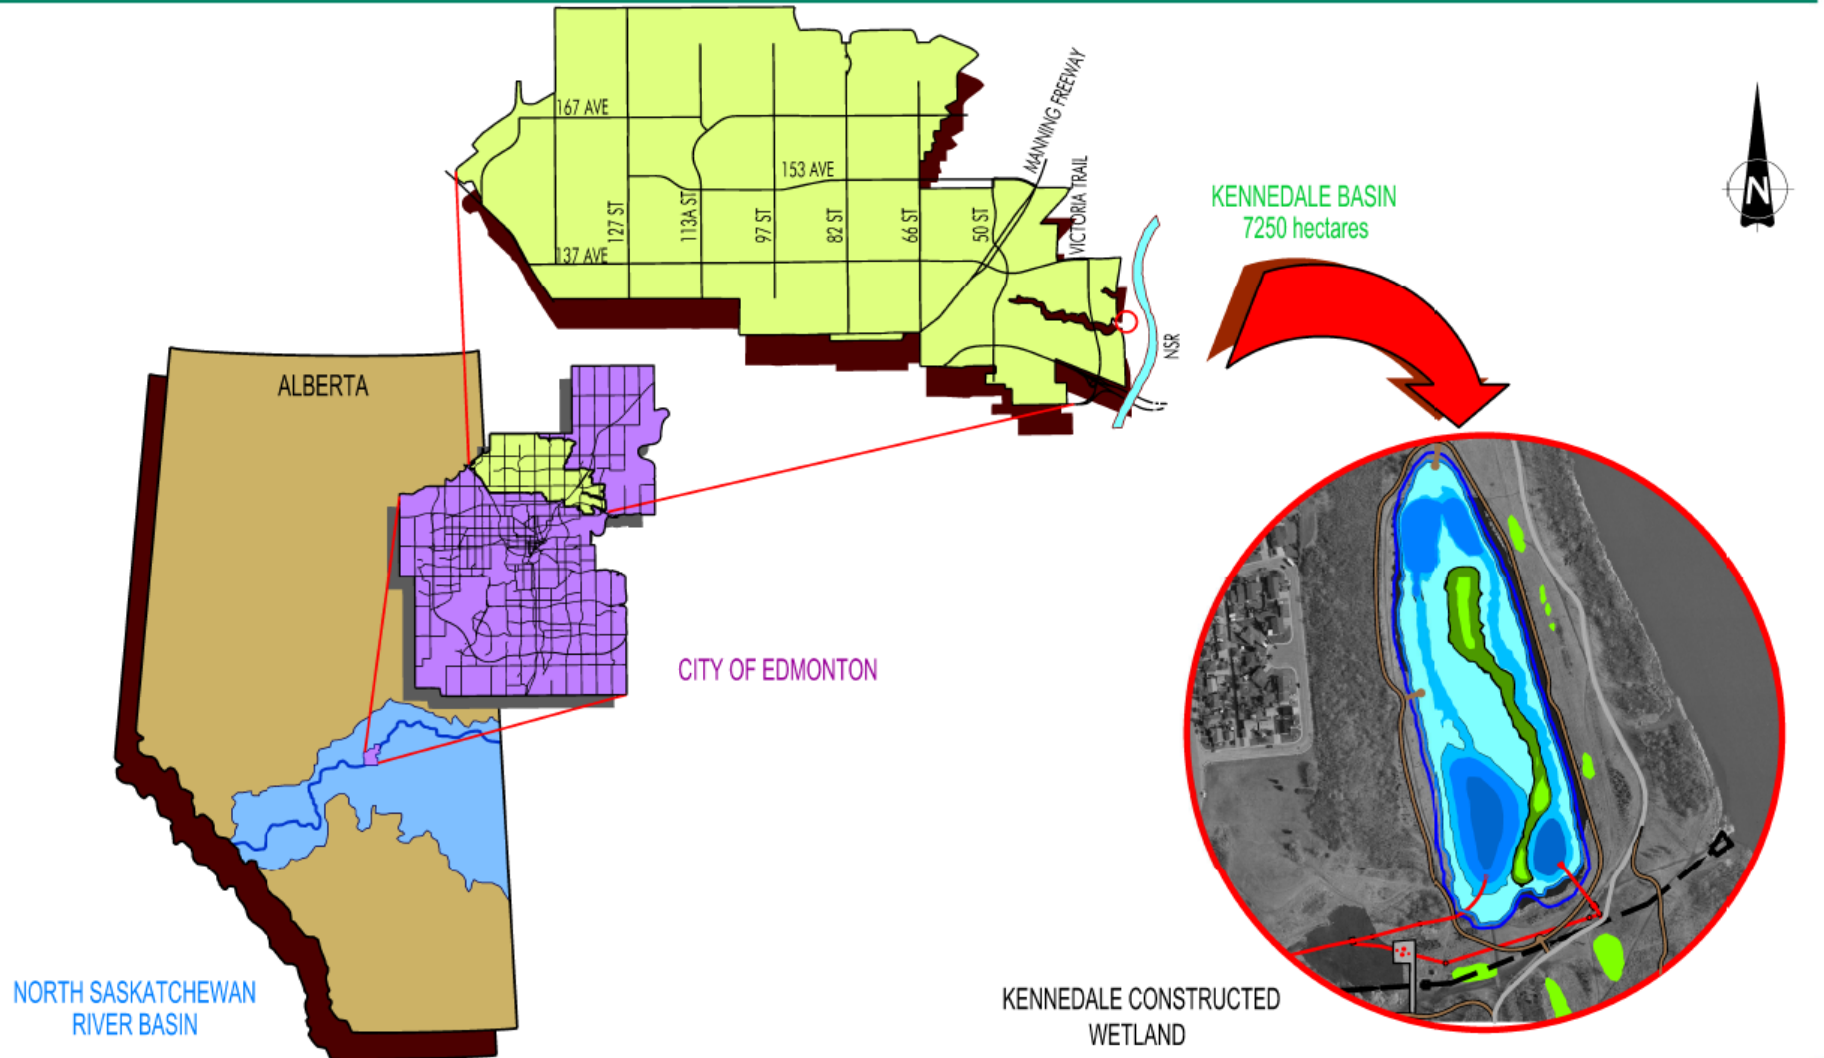 167 AVE
153 AVE
137 AVE
127 ST
113A ST
97 ST
82 ST
66 ST
50 ST
MANNING FREEWAY
VICTORIA TRAIL
NSR
KENNEDALE BASIN
7250 hectares
N
ALBERTA
CITY OF EDMONTON
NORTH SASKATCHEWAN
RIVER BASIN
KENNEDALE CONSTRUCTED
WETLAND